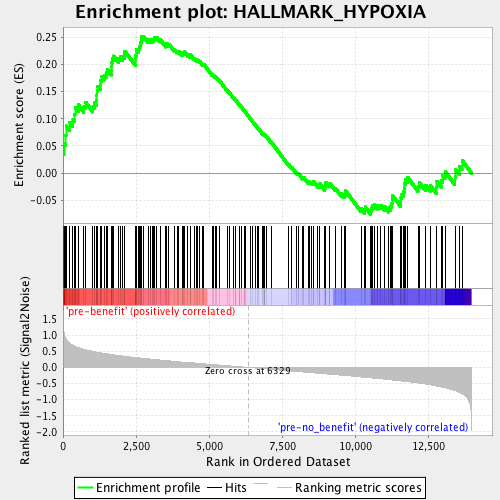 Enrichment plot: HALLMARK_HYPOXIA
Enrichment score (ES)
0.25
0.20
0.15
0.10
0.05
0.00
-0.05
'pre-benefit' (positively correlated)
Ranked list metric (Signal2Noise)
1.5
1.0
0.5
0.0
-0.5
-1.0
-1.5
-2.0
Zero cross at 6329
'pre-no_benefit' (negatively correlated)
0
2,500
5,000
7,500
10,000
12,500
Rank in Ordered Dataset
Enrichment profile
Hits
Ranking metric scores